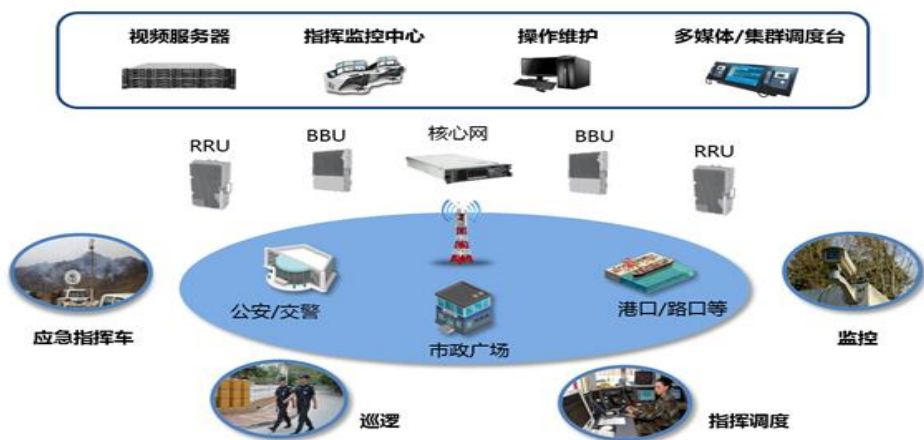 视频服务器
指挥监控中心
操作维护
多媒体/集群调度台
RRU
BBU
核心网
BBU
RRU
公安/交警
港口/路口等
市政广场
应急指挥车
监控
巡逻
指挥调度